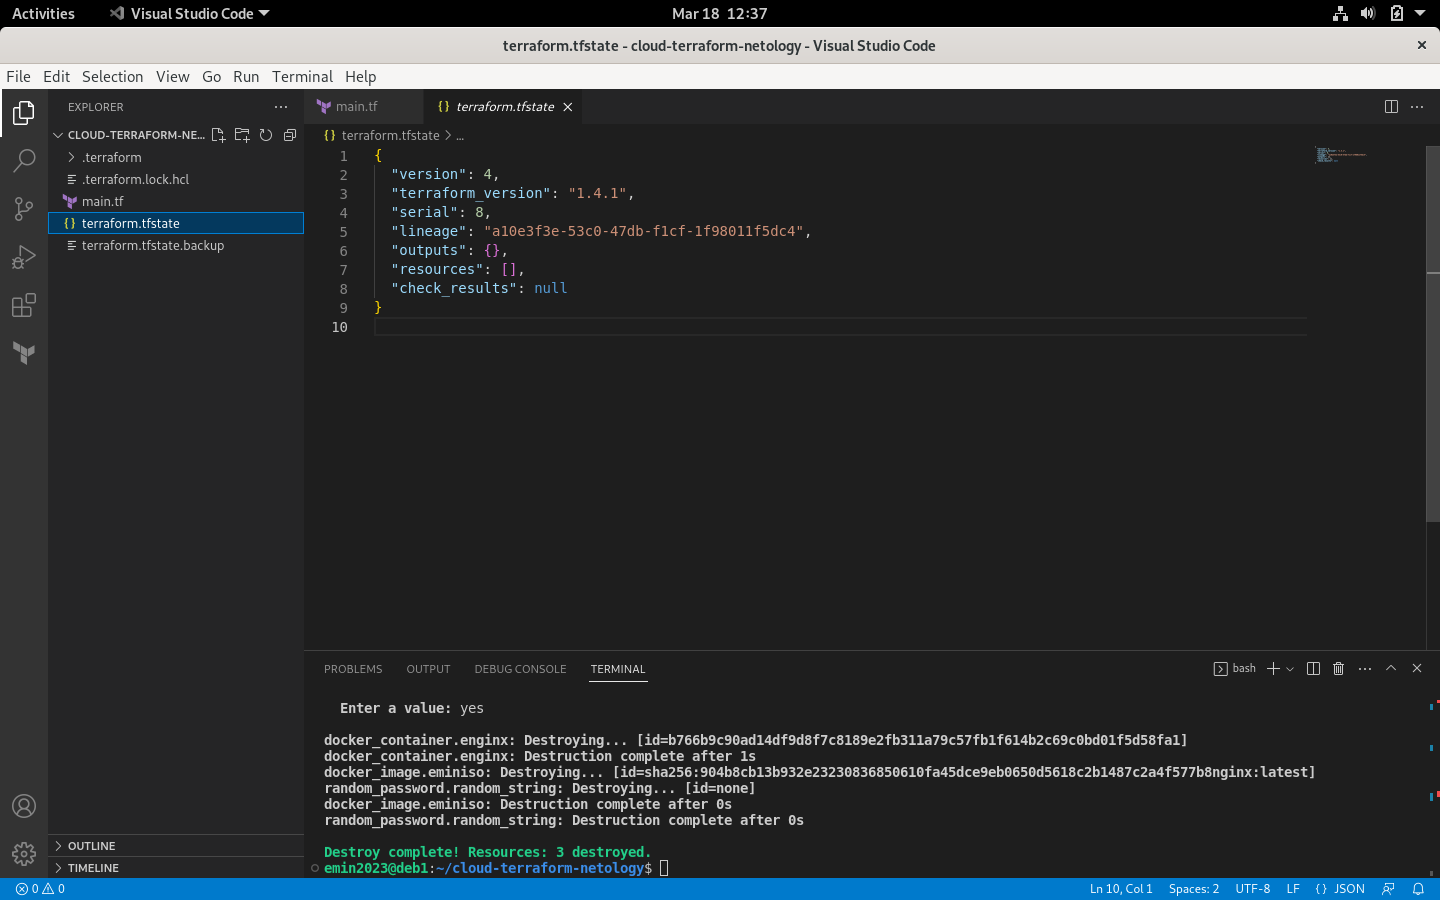 Activities
Visual Studio Code
Mar 18 12:37
terraform.tfstate - cloud-terraform-netology - Visual Studio Code
File Edit Selection View Go Run Terminal Help
EXPLORER
CLOUD-TERRAFORM-NE...
.terraform
.terraform.lock.hcl
main.tf
terraform.tfstate
terraform.tfstate.backup
OUTLINE
TIMELINE
main.tf
{} terraform.tfstate
{} terraform.tfstate > ...
1 {
2 "version": 4,
3 "terraform_version": "1.4.1",
4 "serial": 8,
5 "lineage": "a10e3f3e-53c0-47db-f1cf-1f98011f5dc4",
6 "outputs": {},
7 "resources": [],
8 "check_results": null
9 }
10
PROBLEMS OUTPUT DEBUG CONSOLE TERMINAL
bash
Enter a value: yes
docker_container.enginx: Destroying... [id=b766b9c90ad14df9d8f7c8189e2fb311a79c57fb1f614b2c69c0bd01f5d58fa1]
docker_container.enginx: Destruction complete after 1s
docker_image.eminiso: Destroying... [id=sha256:904b8cb13b932e23230836850610fa45dce9eb0650d5618c2b1487c2a4f577b8nginx:latest]
random_password.random_string: Destroying... [id=none]
docker_image.eminiso: Destruction complete after 0s
random_password.random_string: Destruction complete after 0s
Destroy complete! Resources: 3 destroyed.
emin2023@deb1:~/cloud-terraform-netology$
0 0
Ln 10, Col 1 Spaces: 2 UTF-8 LF {} JSON